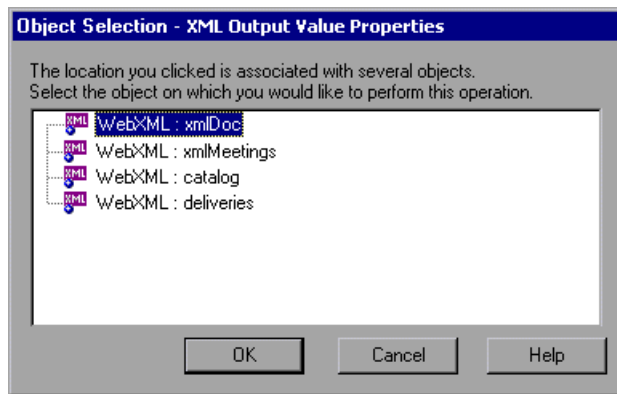 Object Selection - XML Output Value Properties
The location you clicked is associated with several objects.
Select the object on which you would like to perform this operation.
XML WebXML : xmlDoc
XML WebXML : xmlMeetings
XML WebXML : catalog
XML WebXML : deliveries
OK Cancel Help